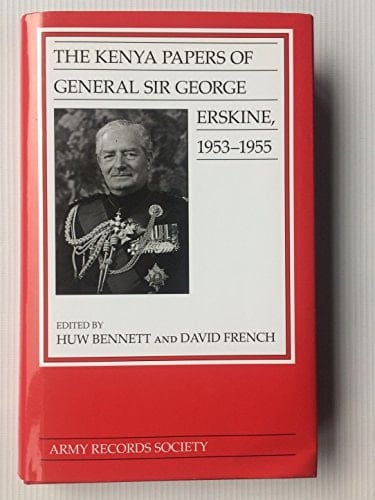 THE KENYA PAPERS OF
GENERAL SIR GEORGE
ERSKINE,
1953–1955
EDITED BY
HUW BENNETT AND DAVID FRENCH
ARMY RECORDS SOCIETY